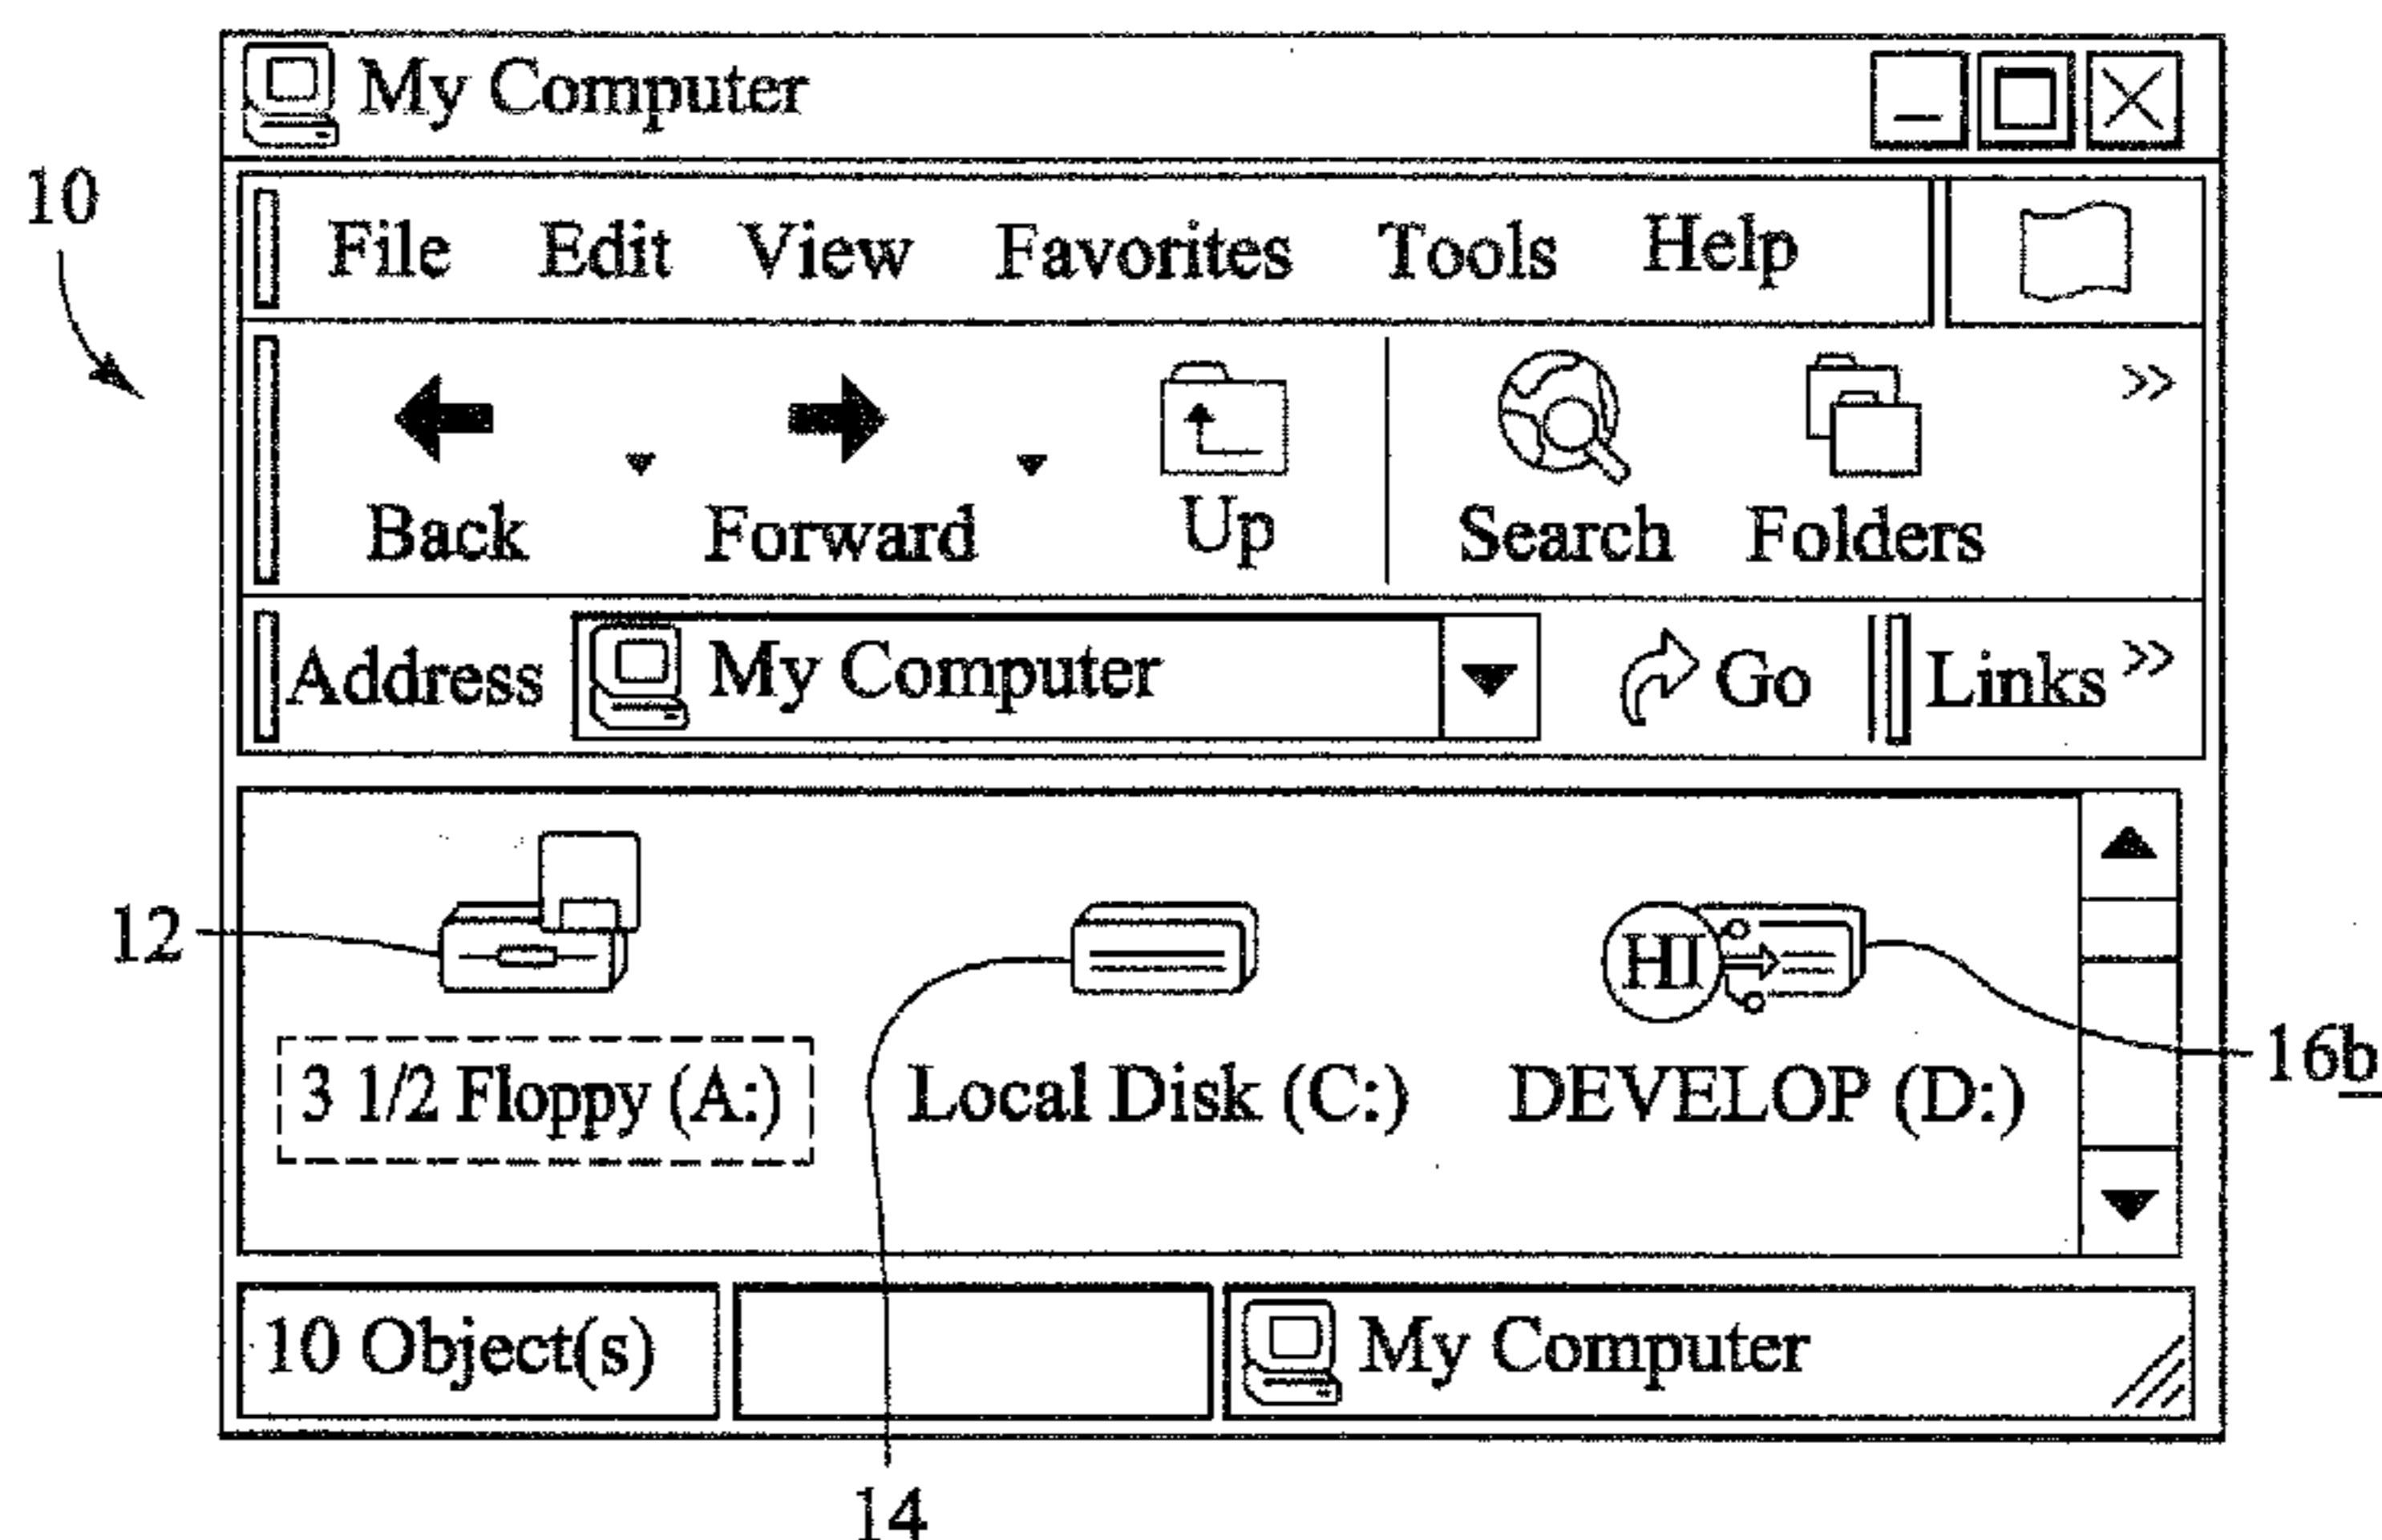 My Computer
10
File Edit View Favorites Tools Help
Back Forward Up Search Folders »
Address My Computer Go Links »
12
HI
16b
3 1/2 Floppy (A:) Local Disk (C:) DEVELOP (D:)
10 Object(s) My Computer
14